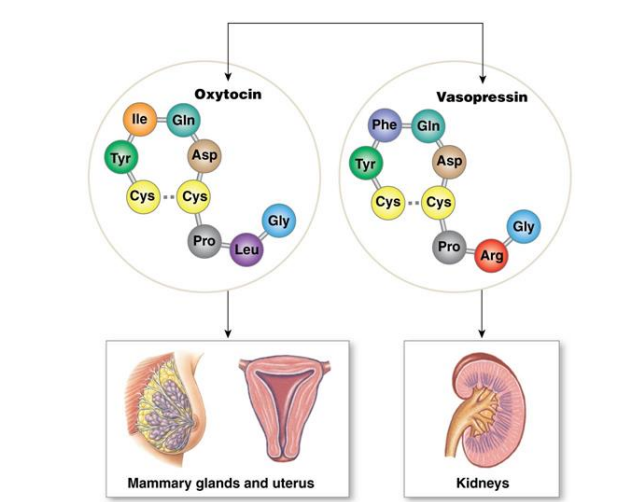 Oxytocin
Ile
Gln
Tyr
Asp
Cys
Cys
Pro
Leu
Gly
Vasopressin
Phe
Gln
Tyr
Asp
Cys
Cys
Pro
Arg
Gly
Mammary glands and uterus
Kidneys